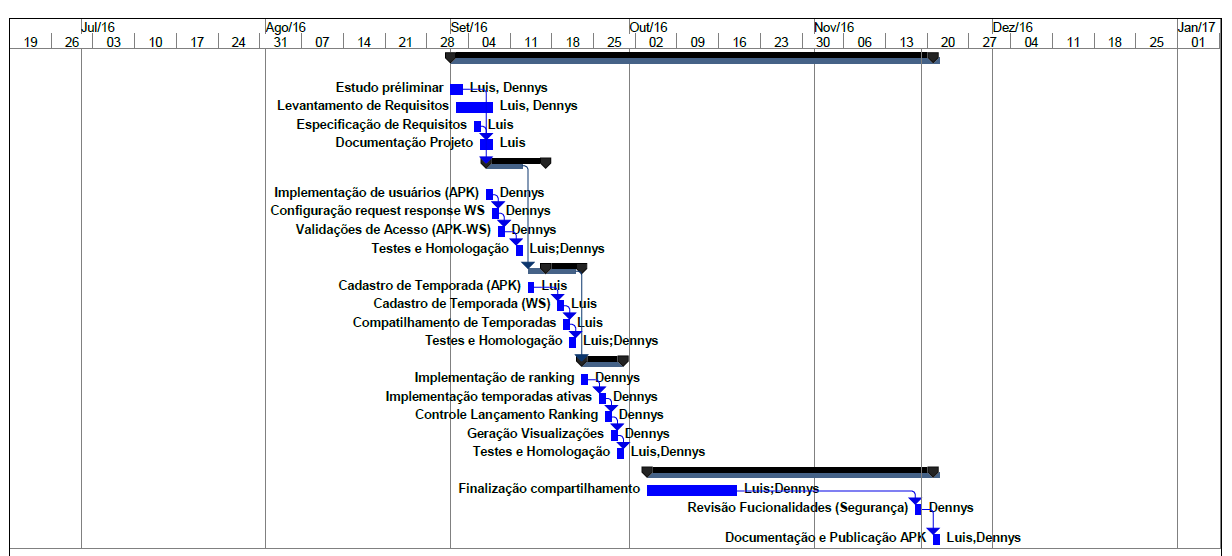 Jul/16 Ago/16 Set/16 Out/16 Nov/16 Dez/16 Jan/17
19 26 03 10 17 24 31 07 14 21 28 04 11 18 25 02 09 16 23 30 06 13 20 27 04 11 18 25 01
Estudo préliminar Luis, Dennys
Levantamento de Requisitos Luis, Dennys
Especificação de Requisitos Luis
Documentação Projeto Luis
Implementação de usuários (APK) Dennys
Configuração request response WS Dennys
Validações de Acesso (APK-WS) Dennys
Testes e Homologação Luis;Dennys
Cadastro de Temporada (APK) Luis
Cadastro de Temporada (WS) Luis
Compatilhamento de Temporadas Luis
Testes e Homologação Luis;Dennys
Implementação de ranking Dennys
Implementação temporadas ativas Dennys
Controle Lançamento Ranking Dennys
Geração Visualizações Dennys
Testes e Homologação Luis,Dennys
Finalização compartilhamento Luis;Dennys
Revisão Fucionalidades (Segurança) Dennys
Documentação e Publicação APK Luis,Dennys